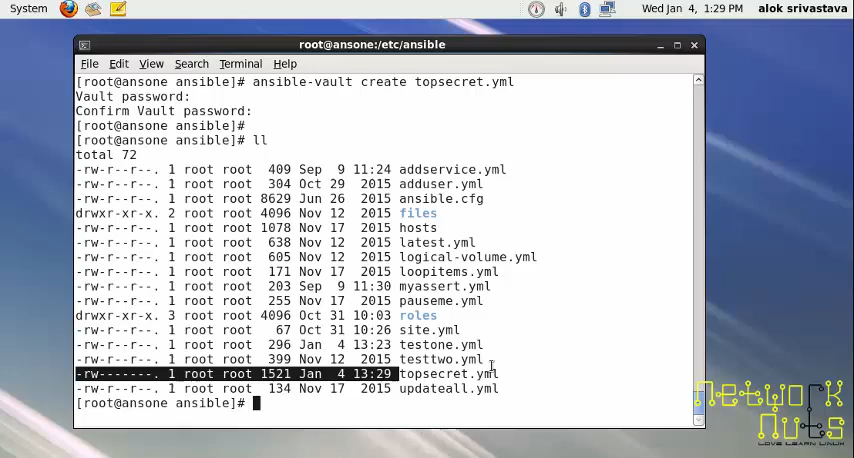 System
Wed Jan 4, 1:29 PM alok srivastava
root@ansone:/etc/ansible
File Edit View Search Terminal Help
[root@ansone ansible]# ansible-vault create topsecret.yml
Vault password:
Confirm Vault password:
[root@ansone ansible]#
[root@ansone ansible]# ll
total 72
-rw-r--r--. 1 root root 409 Sep 9 11:24 addservice.yml
-rw-r--r--. 1 root root 304 Oct 29 2015 adduser.yml
-rw-r--r--. 1 root root 8629 Jun 26 2015 ansible.cfg
drwxr-xr-x. 2 root root 4096 Nov 12 2015 files
-rw-r--r--. 1 root root 1078 Nov 17 2015 hosts
-rw-r--r--. 1 root root 638 Nov 12 2015 latest.yml
-rw-r--r--. 1 root root 605 Nov 12 2015 logical-volume.yml
-rw-r--r--. 1 root root 171 Nov 17 2015 loopitems.yml
-rw-r--r--. 1 root root 203 Sep 9 11:30 myassert.yml
-rw-r--r--. 1 root root 255 Nov 17 2015 pauseme.yml
drwxr-xr-x. 3 root root 4096 Oct 31 10:03 roles
-rw-r--r--. 1 root root 67 Oct 31 10:26 site.yml
-rw-r--r--. 1 root root 296 Jan 4 13:23 testone.yml
-rw-r--r--. 1 root root 399 Nov 12 2015 testtwo.yml
-rw-------. 1 root root 1521 Jan 4 13:29 topsecret.yml
-rw-r--r--. 1 root root 134 Nov 17 2015 updateall.yml
[root@ansone ansible]#
Network
Nuts
LOVE LEARN LINUX